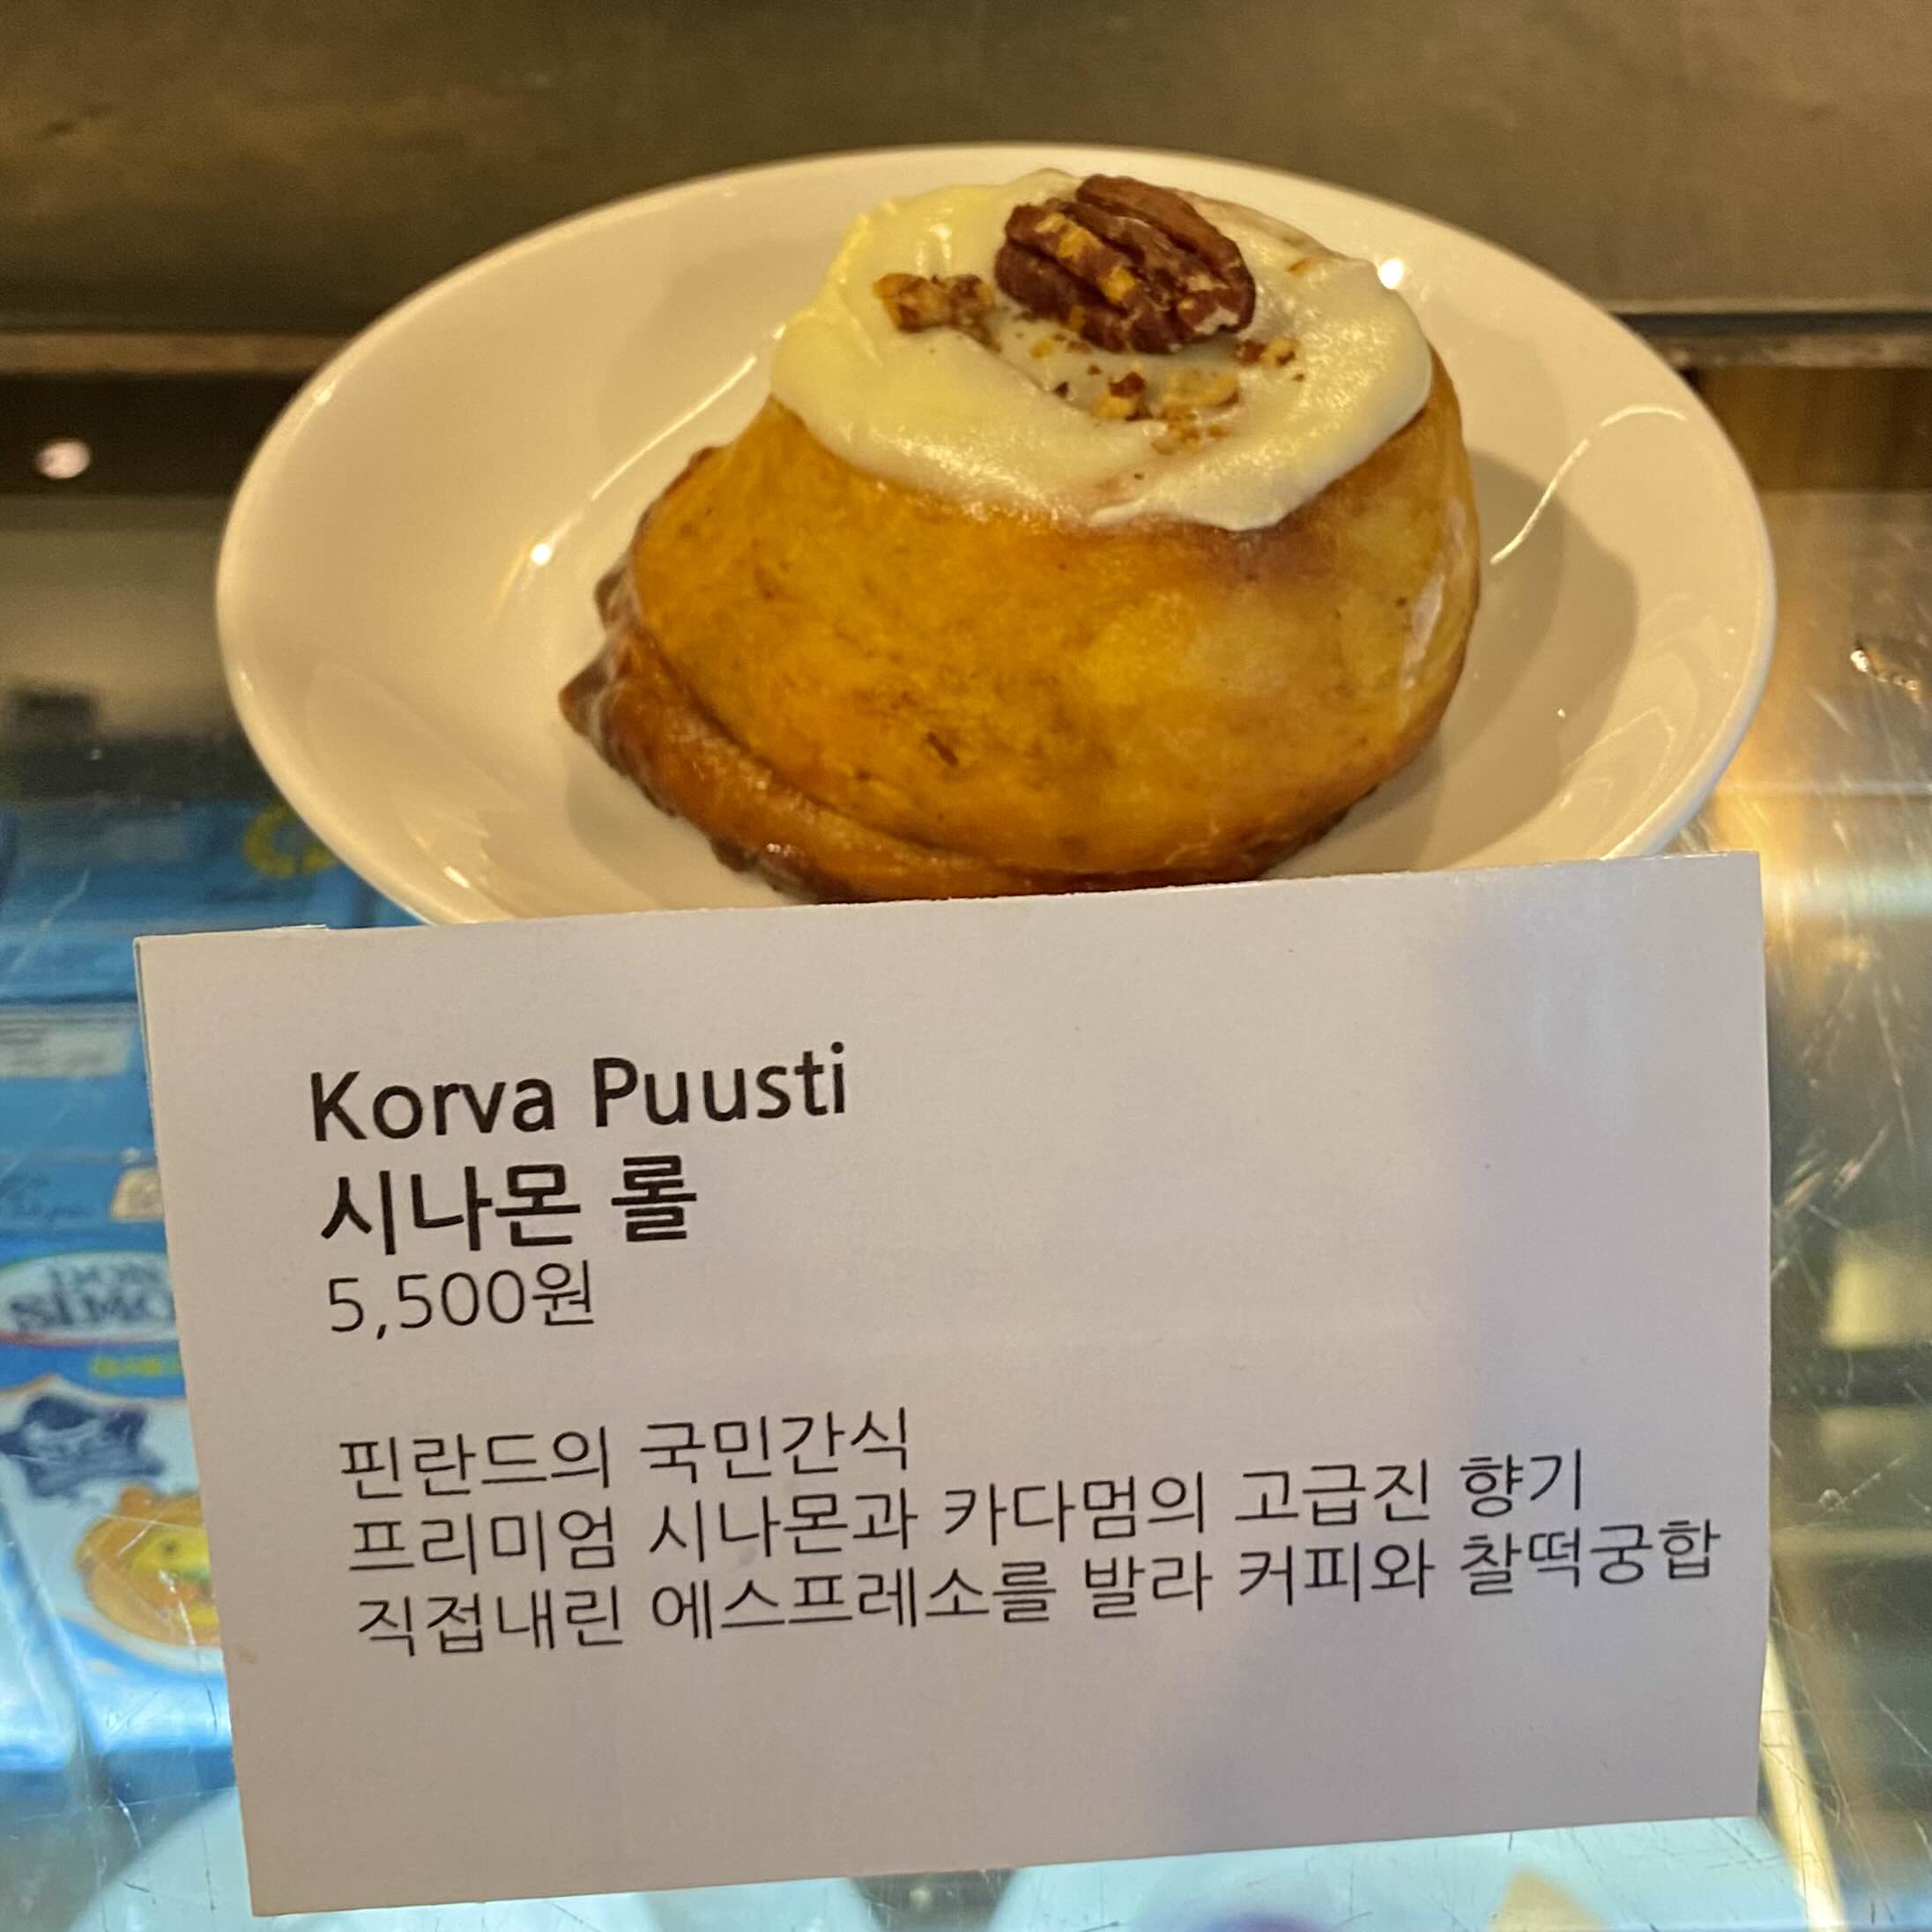 Korva Puusti
시나몬 롤
5,500원
핀란드의 국민간식
프리미엄 시나몬과 카다멈의 고급진 향기
직접내린 에스프레소를 발라 커피와 찰떡궁합
DON
SIMO